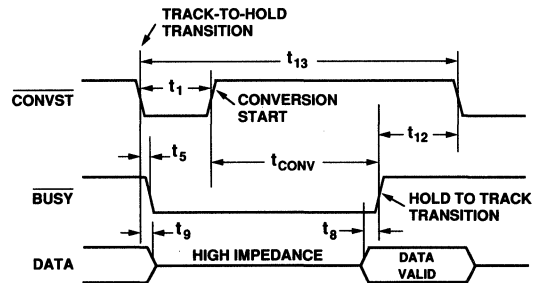 TRACK-TO-HOLD
TRANSITION
t13
t1
CONVST
CONVERSION
START
t12
t5
tCONV
BUSY
HOLD TO TRACK
TRANSITION
t9
t8
HIGH IMPEDANCE
DATA
DATA
VALID